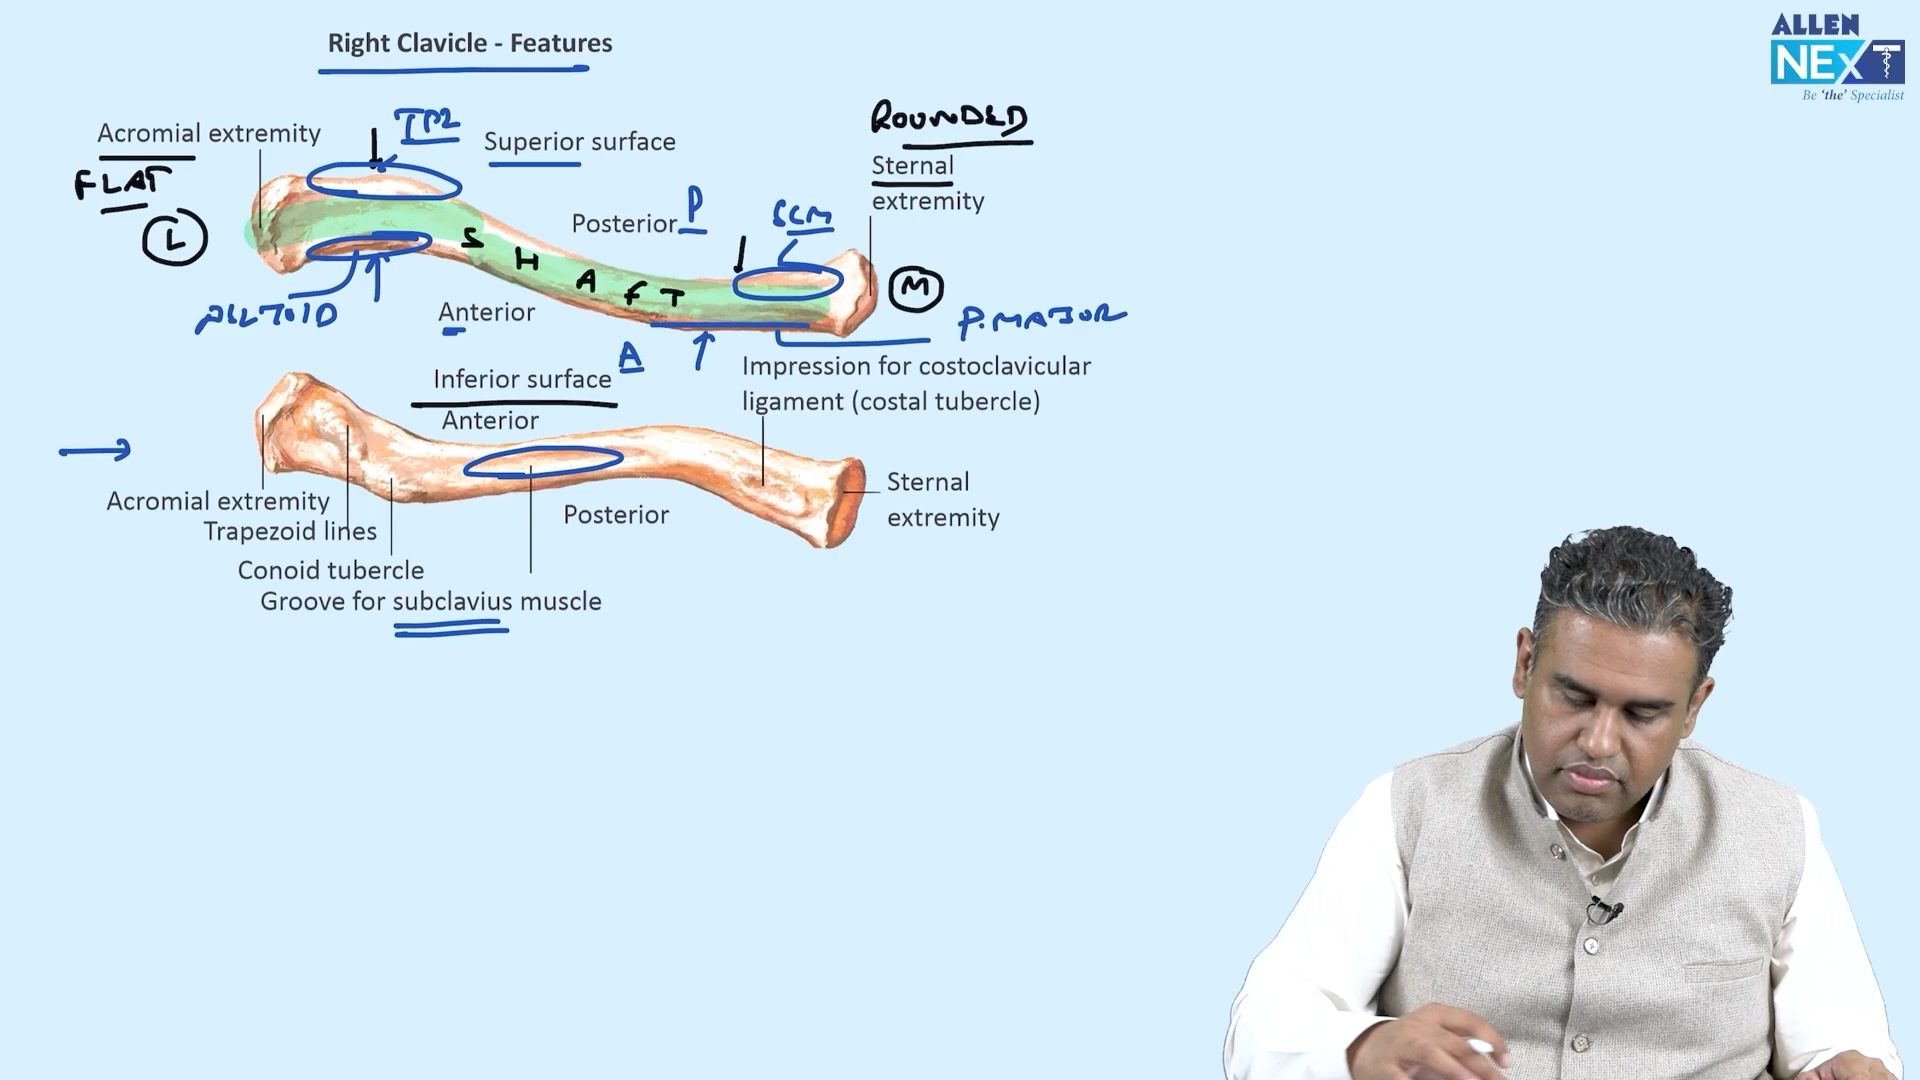 Right Clavicle - Features
ALLEN
NEXT
Be 'the' Specialist
TPZ
ROUNDED
Acromial extremity
Superior surface
Sternal
extremity
FLAT
L
Posterior P
SCM
S H A F T
M
DELTOID
Anterior
P. MAJOR
A
Inferior surface
Impression for costoclavicular
ligament (costal tubercle)
Anterior
Acromial extremity
Trapezoid lines
Posterior
Sternal
extremity
Conoid tubercle
Groove for subclavius muscle